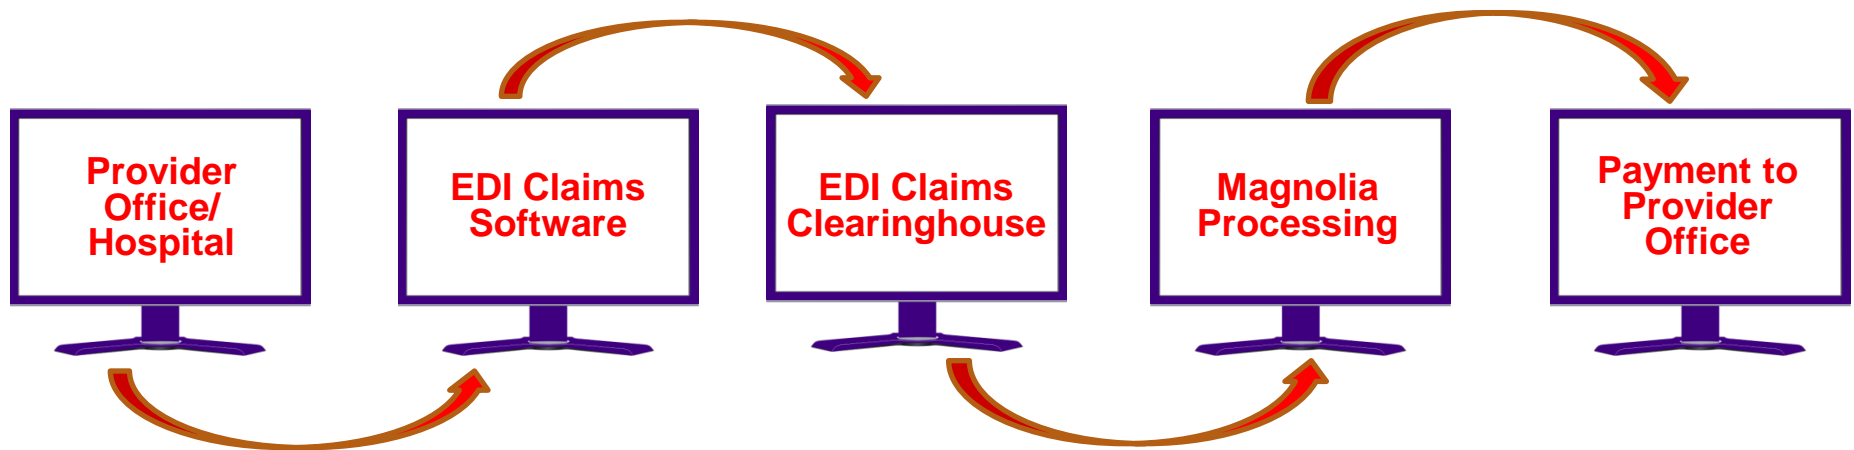 Provider
Office/
Hospital
EDI Claims
Software
EDI Claims
Clearinghouse
Magnolia
Processing
Payment to
Provider
Office